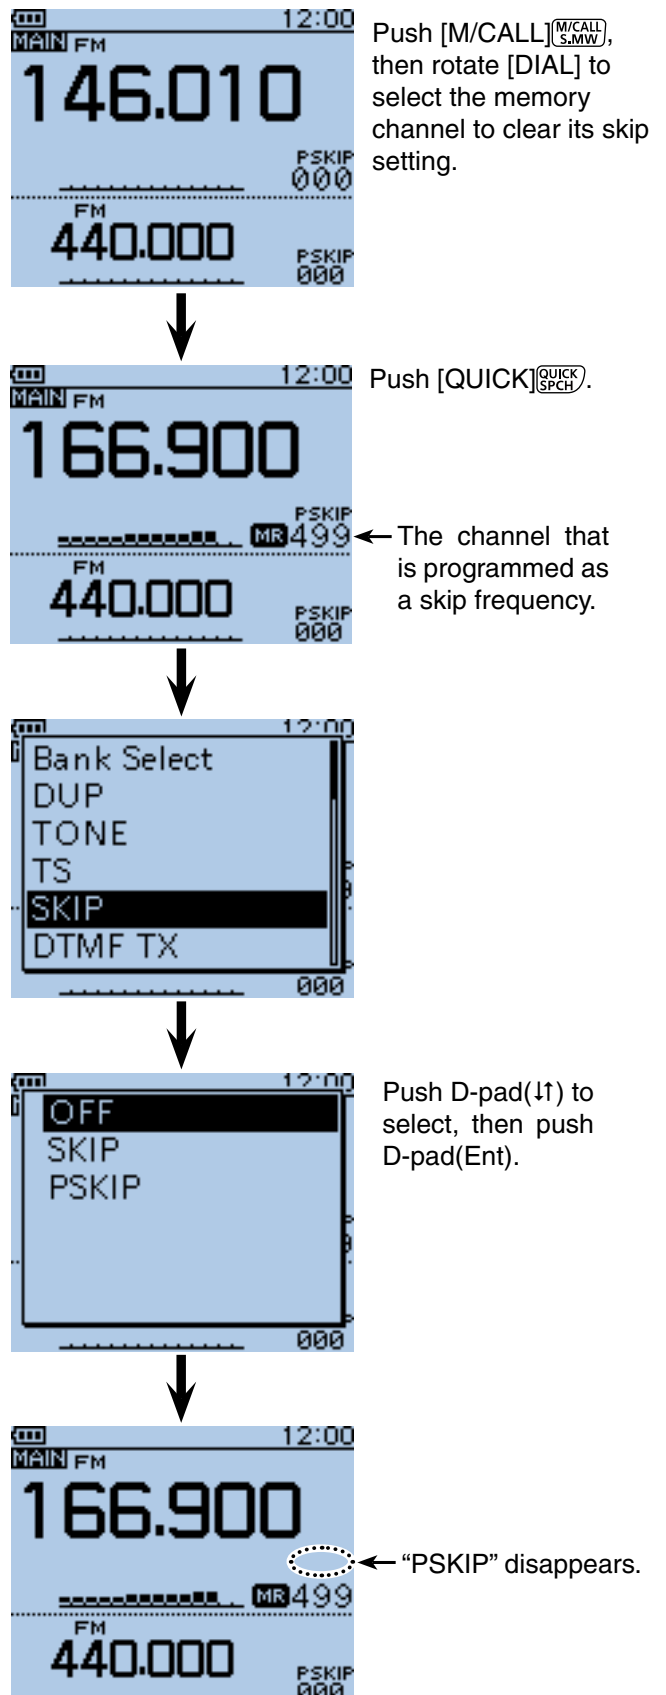 12:00
MAIN FM
146.010
PSKIP
000
FM
440.000
PSKIP
000
Push [M/CALL] M/CALL S.MW,
then rotate [DIAL] to
select the memory
channel to clear its skip
setting.
12:00
MAIN FM
166.900
PSKIP
MR 499
FM
440.000
PSKIP
000
Push [QUICK] QUICK SPCH.
The channel that
is programmed as
a skip frequency.
12:00
Bank Select
DUP
TONE
TS
SKIP
DTMF TX
000
12:00
OFF
SKIP
PSKIP
000
Push D-pad(↓↑) to
select, then push
D-pad(Ent).
12:00
MAIN FM
166.900
MR 499
FM
440.000
PSKIP
000
“PSKIP” disappears.